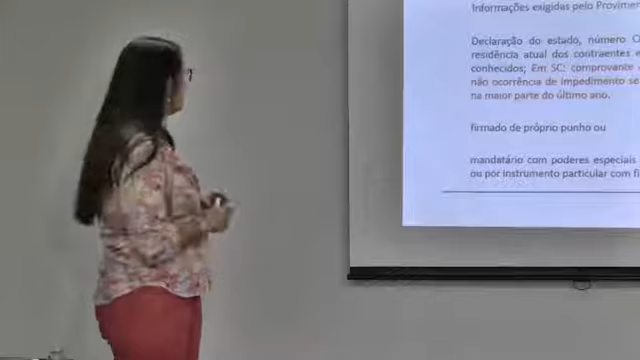 Informações exigidas pelo
Declaração do estado, número
residência atual dos contraentes e
conhecidos; Em SC: comprovante
não ocorrência de impedimento
na maior parte do último ano.
firmado de próprio punho ou
mandatário com poderes especiais
ou por instrumento particular com